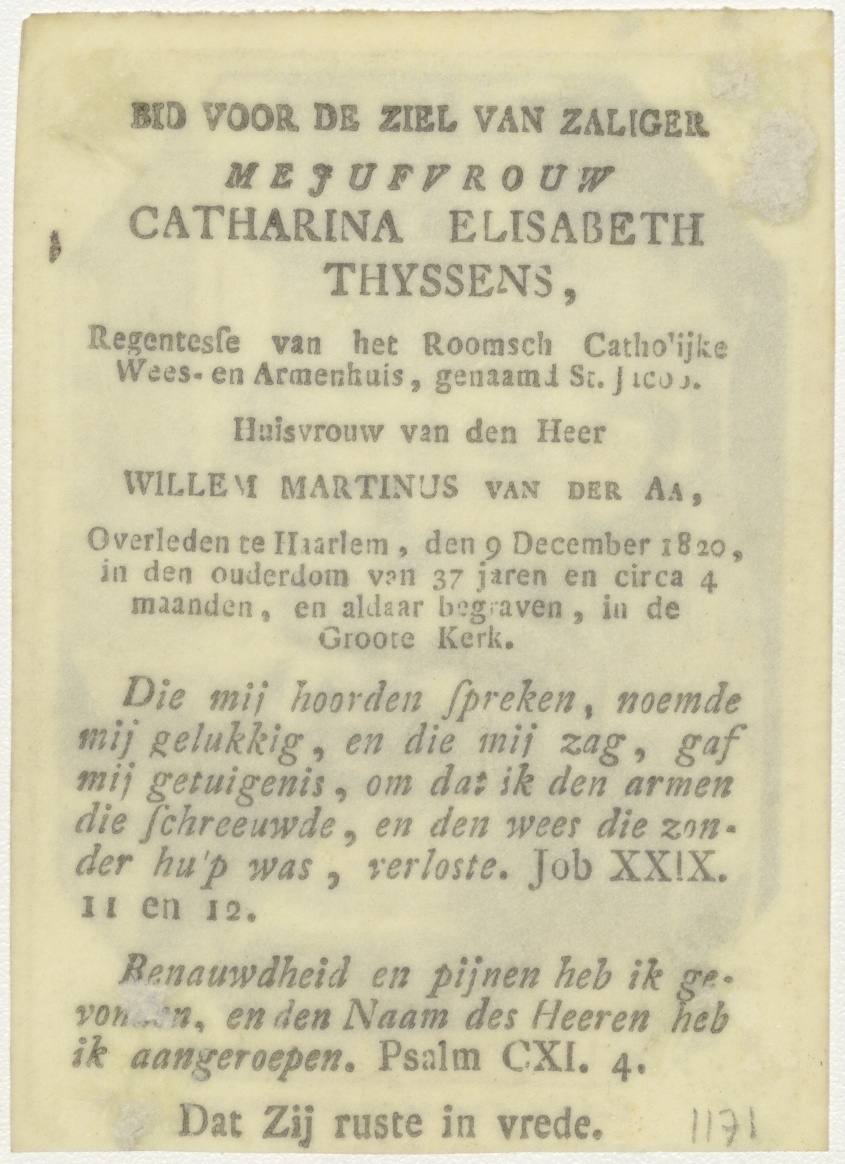 BID VOOR DE ZIEL VAN ZALIGER
MEJUFVROUW
CATHARINA ELISABETH
THYSSENS,
Regentesſe van het Roomsch Catholijke
Wees- en Armenhuis, genaamd St. Jacob.
Huisvrouw van den Heer
WILLEM MARTINUS VAN DER AA,
Overleden te Haarlem, den 9 December 1820,
in den ouderdom van 37 jaren en circa 4
maanden, en aldaar begraven, in de
Groote Kerk.
Die mij hoorden ſpreken, noemde
mij gelukkig, en die mij zag, gaf
mij getuigenis, om dat ik den armen
die ſchreeuwde, en den wees die zon-
der hulp was, verloste. Job XXIX.
11 en 12.
Benauwdheid en pijnen heb ik ge-
vonden, en den Naam des Heeren heb
ik aangeroepen. Psalm CXI. 4.
Dat Zij ruste in vrede.
1171